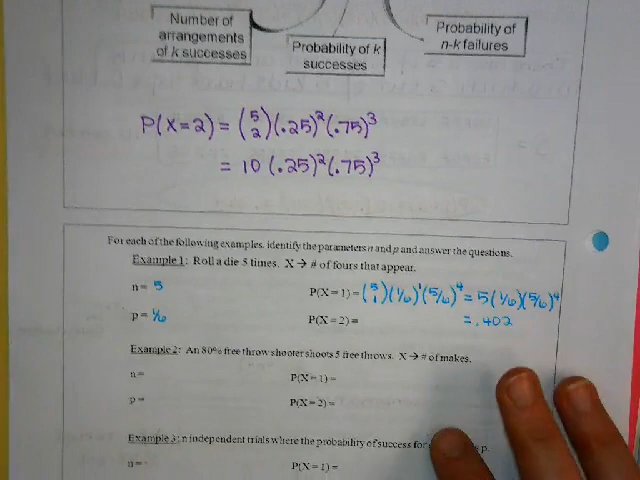 Number of
arrangements
of k successes
Probability of k
successes
Probability of
n-k failures
P(X=2) = (5 2)(.25)²(.75)³
= 10 (.25)²(.75)³
For each of the following examples, identify the parameters n and p and answer the questions.
Example 1: Roll a die 5 times. X → # of fours that appear.
n= 5
P(X=1) = (5 1)(1/6)¹(5/6)⁴ = 5(1/6)(5/6)⁴
= .402
p= 1/6
P(X=2) =
Example 2: An 80% free throw shooter shoots 5 free throws. X → # of makes.
n=
P(X=1) =
p=
P(X=2) =
Example 3: n independent trials where the probability of success for p.
n=
P(X=1) =